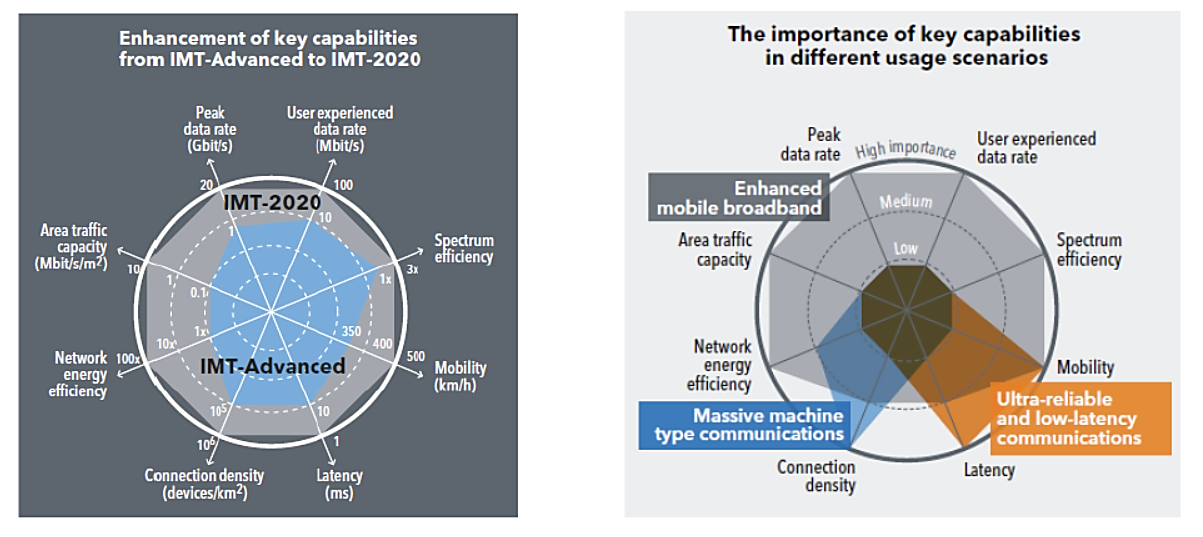 Enhancement of key capabilities
from IMT-Advanced to IMT-2020
Peak
data rate
(Gbit/s)
User experienced
data rate
(Mbit/s)
20
100
IMT-2020
1
10
Area traffic
capacity
(Mbit/s/m²)
Spectrum
efficiency
10
1
0.1
1x
3x
1x
10x
100x
350
400
500
Network
energy
efficiency
IMT-Advanced
Mobility
(km/h)
10⁵
10
10⁶
1
Connection density
(devices/km²)
Latency
(ms)
The importance of key capabilities
in different usage scenarios
Peak
data rate
High importance
User experienced
data rate
Enhanced
mobile broadband
Medium
Area traffic
capacity
Low
Spectrum
efficiency
Network
energy
efficiency
Mobility
Massive machine
type communications
Ultra-reliable
and low-latency
communications
Connection
density
Latency